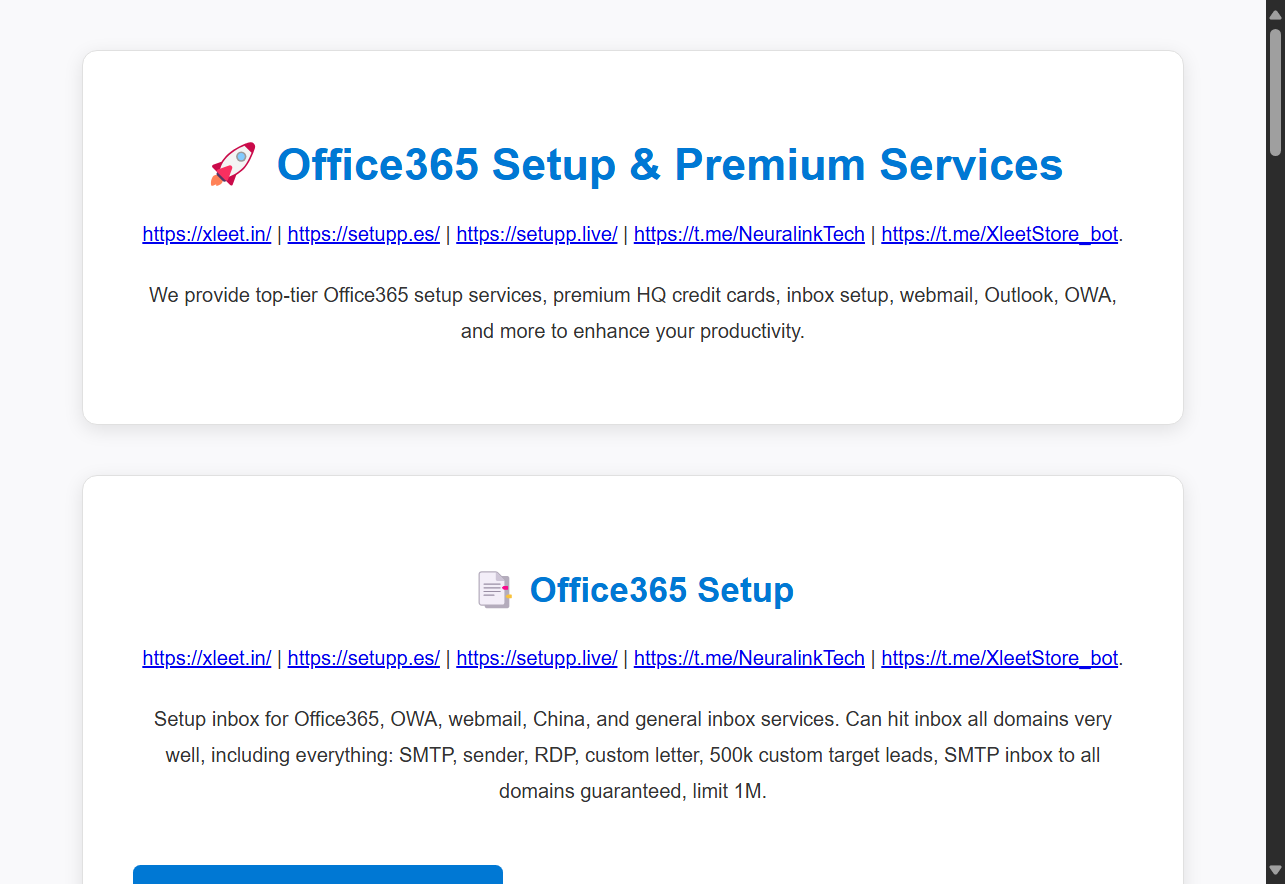 🚀 Office365 Setup & Premium Services
https://xleet.in/ | https://setupp.es/ | https://setupp.live/ | https://t.me/NeuralinkTech | https://t.me/XleetStore_bot.
We provide top-tier Office365 setup services, premium HQ credit cards, inbox setup, webmail, Outlook, OWA,
and more to enhance your productivity.
📑 Office365 Setup
https://xleet.in/ | https://setupp.es/ | https://setupp.live/ | https://t.me/NeuralinkTech | https://t.me/XleetStore_bot.
Setup inbox for Office365, OWA, webmail, China, and general inbox services. Can hit inbox all domains very
well, including everything: SMTP, sender, RDP, custom letter, 500k custom target leads, SMTP inbox to all
domains guaranteed, limit 1M.